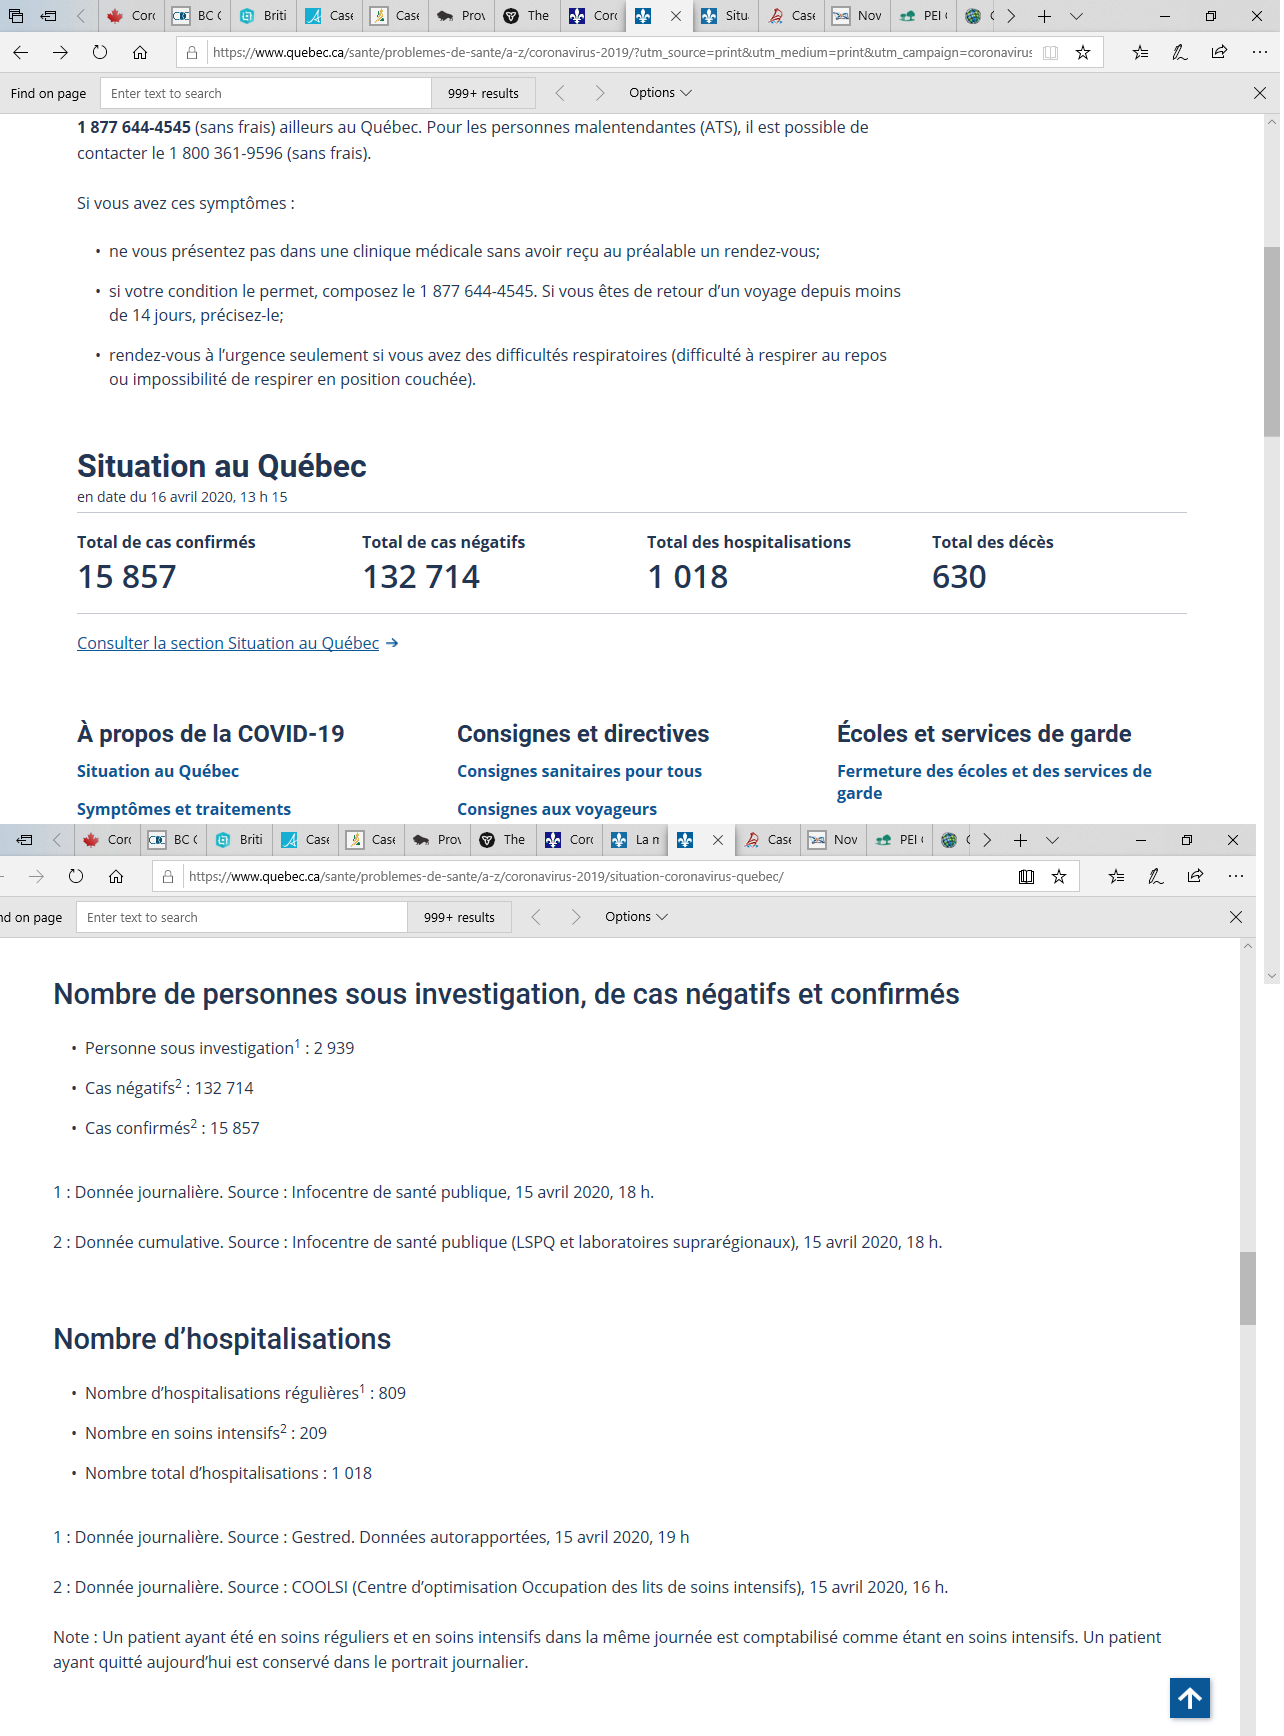 Corc
BC C
Briti
Case
Case
Prov
The
Corc
Situ
Case
Nov
PEI (
https://www.quebec.ca/sante/problemes-de-sante/a-z/coronavirus-2019/?utm_source=print&utm_medium=print&utm_campaign=coronavirus
Find on page Enter text to search 999+ results Options
1 877 644-4545 (sans frais) ailleurs au Québec. Pour les personnes malentendantes (ATS), il est possible de
contacter le 1 800 361-9596 (sans frais).
Si vous avez ces symptômes :
• ne vous présentez pas dans une clinique médicale sans avoir reçu au préalable un rendez-vous;
• si votre condition le permet, composez le 1 877 644-4545. Si vous êtes de retour d’un voyage depuis moins
de 14 jours, précisez-le;
• rendez-vous à l’urgence seulement si vous avez des difficultés respiratoires (difficulté à respirer au repos
ou impossibilité de respirer en position couchée).
Situation au Québec
en date du 16 avril 2020, 13 h 15
Total de cas confirmés Total de cas négatifs Total des hospitalisations Total des décès
15 857 132 714 1 018 630
Consulter la section Situation au Québec →
À propos de la COVID-19 Consignes et directives Écoles et services de garde
Situation au Québec Consignes sanitaires pour tous Fermeture des écoles et des services de
garde
Symptômes et traitements Consignes aux voyageurs
Corc
BC C
Briti
Case
Case
Prov
The
Corc
La n
Case
Nov
PEI (
https://www.quebec.ca/sante/problemes-de-sante/a-z/coronavirus-2019/situation-coronavirus-quebec/
nd on page Enter text to search 999+ results Options
Nombre de personnes sous investigation, de cas négatifs et confirmés
• Personne sous investigation1 : 2 939
• Cas négatifs2 : 132 714
• Cas confirmés2 : 15 857
1 : Donnée journalière. Source : Infocentre de santé publique, 15 avril 2020, 18 h.
2 : Donnée cumulative. Source : Infocentre de santé publique (LSPQ et laboratoires suprarégionaux), 15 avril 2020, 18 h.
Nombre d’hospitalisations
• Nombre d’hospitalisations régulières1 : 809
• Nombre en soins intensifs2 : 209
• Nombre total d’hospitalisations : 1 018
1 : Donnée journalière. Source : Gestred. Données autorapportées, 15 avril 2020, 19 h
2 : Donnée journalière. Source : COOLSI (Centre d’optimisation Occupation des lits de soins intensifs), 15 avril 2020, 16 h.
Note : Un patient ayant été en soins réguliers et en soins intensifs dans la même journée est comptabilisé comme étant en soins intensifs. Un patient
ayant quitté aujourd’hui est conservé dans le portrait journalier.